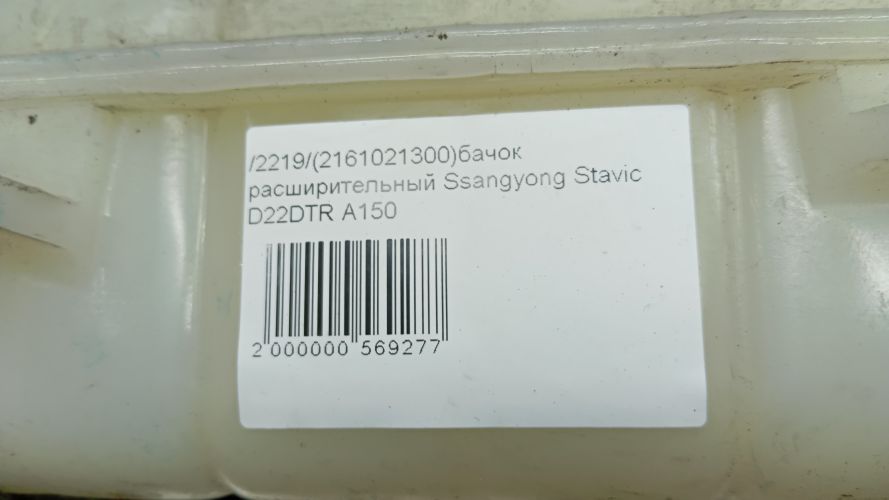 /2219/(2161021300)бачок
расширительный Ssangyong Stavic
D22DTR A150
2 000000 569277